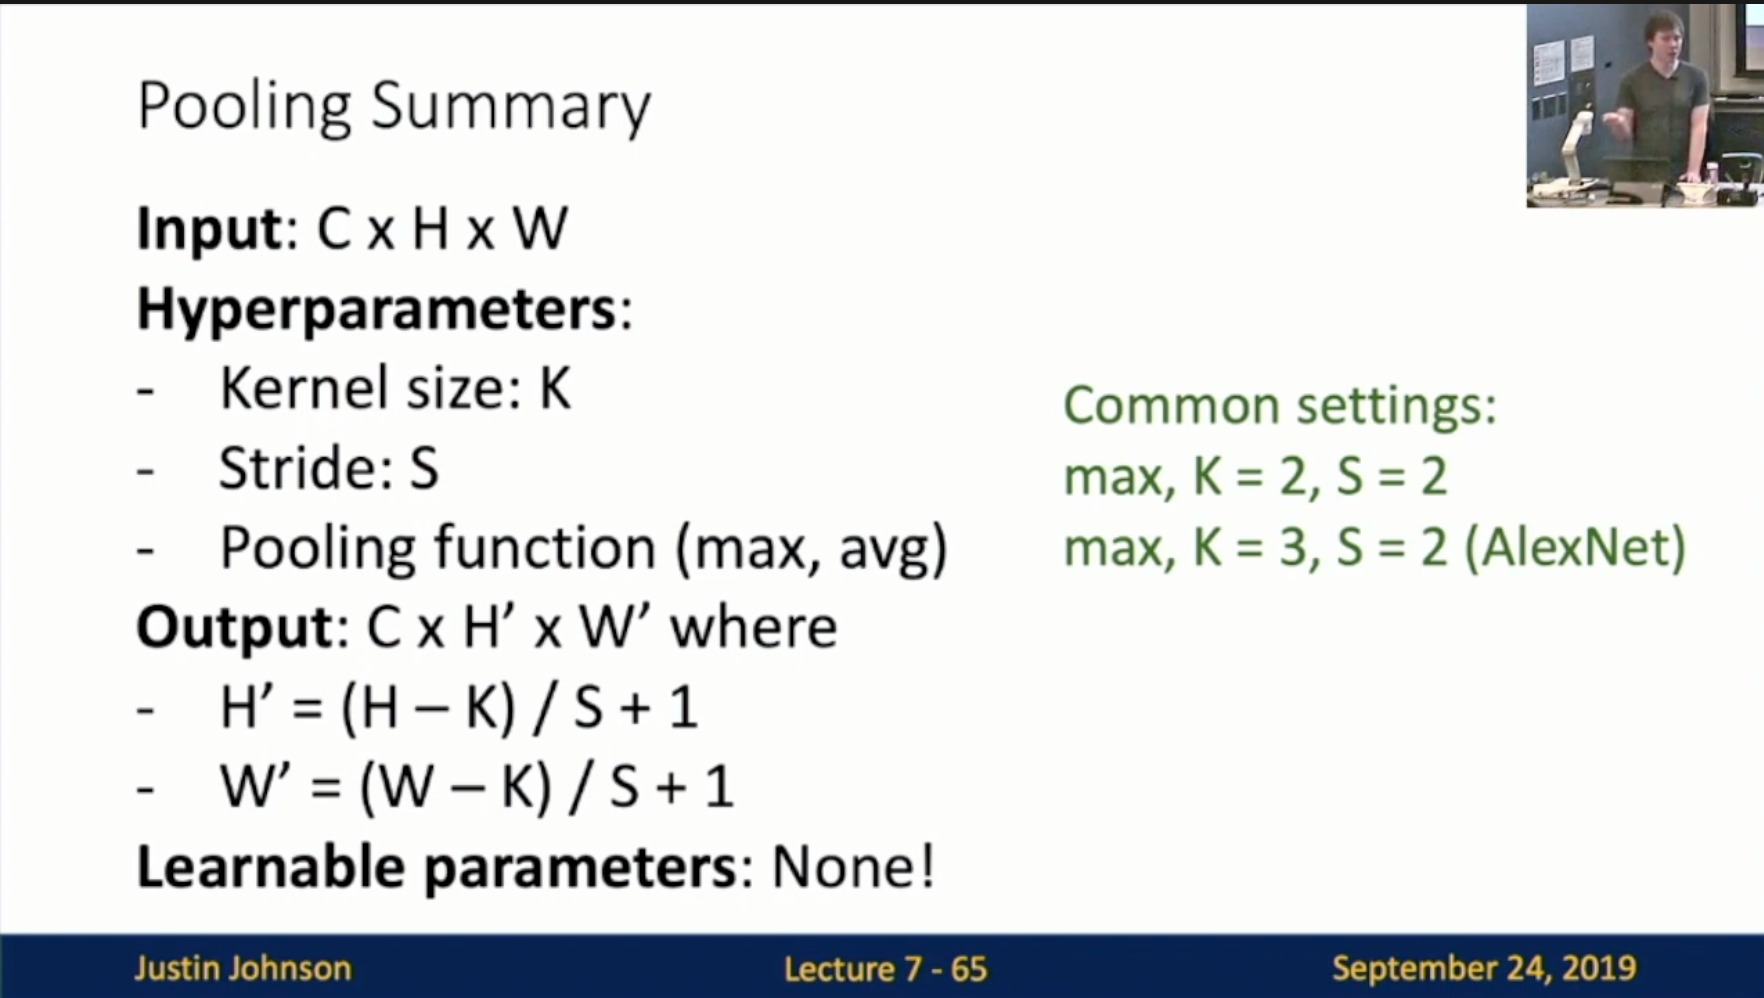 Pooling Summary
Input: C x H x W
Hyperparameters:
- Kernel size: K
- Stride: S
- Pooling function (max, avg)
Output: C x H’ x W’ where
- H’ = (H – K) / S + 1
- W’ = (W – K) / S + 1
Learnable parameters: None!
Common settings:
max, K = 2, S = 2
max, K = 3, S = 2 (AlexNet)
Justin Johnson
Lecture 7 - 65
September 24, 2019